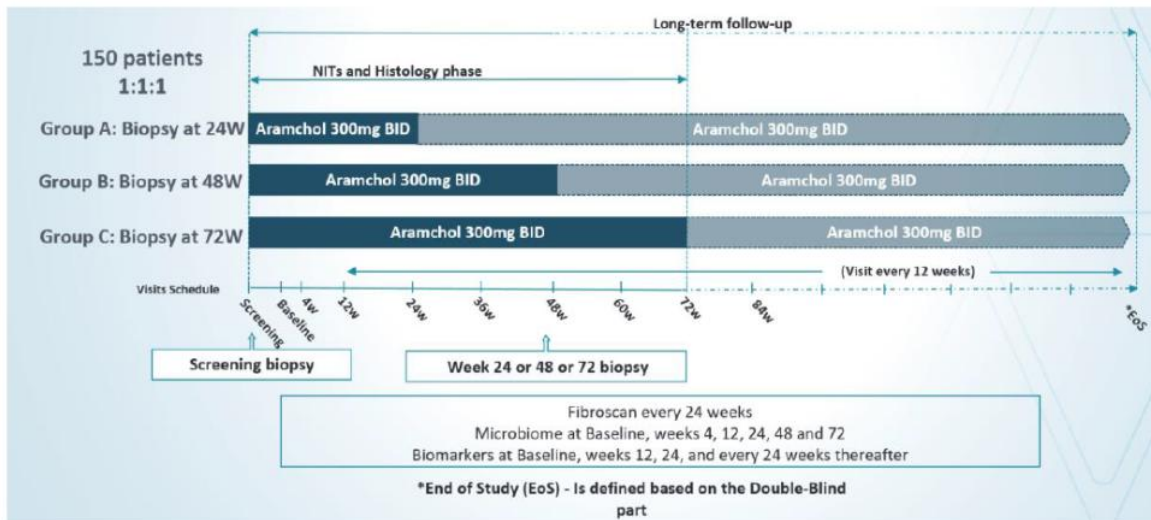 Long-term follow-up
150 patients
1:1:1
NITs and Histology phase
Group A: Biopsy at 24W
Aramchol 300mg BID
Aramchol 300mg BID
Group B: Biopsy at 48W
Aramchol 300mg BID
Aramchol 300mg BID
Group C: Biopsy at 72W
Aramchol 300mg BID
Aramchol 300mg BID
(Visit every 12 weeks)
Visits Schedule
Screening
Baseline
4w
12w
24w
36w
48w
60w
72w
84w
*EoS
Screening biopsy
Week 24 or 48 or 72 biopsy
Fibroscan every 24 weeks
Microbiome at Baseline, weeks 4, 12, 24, 48 and 72
Biomarkers at Baseline, weeks 12, 24, and every 24 weeks thereafter
*End of Study (EoS) - Is defined based on the Double-Blind
part